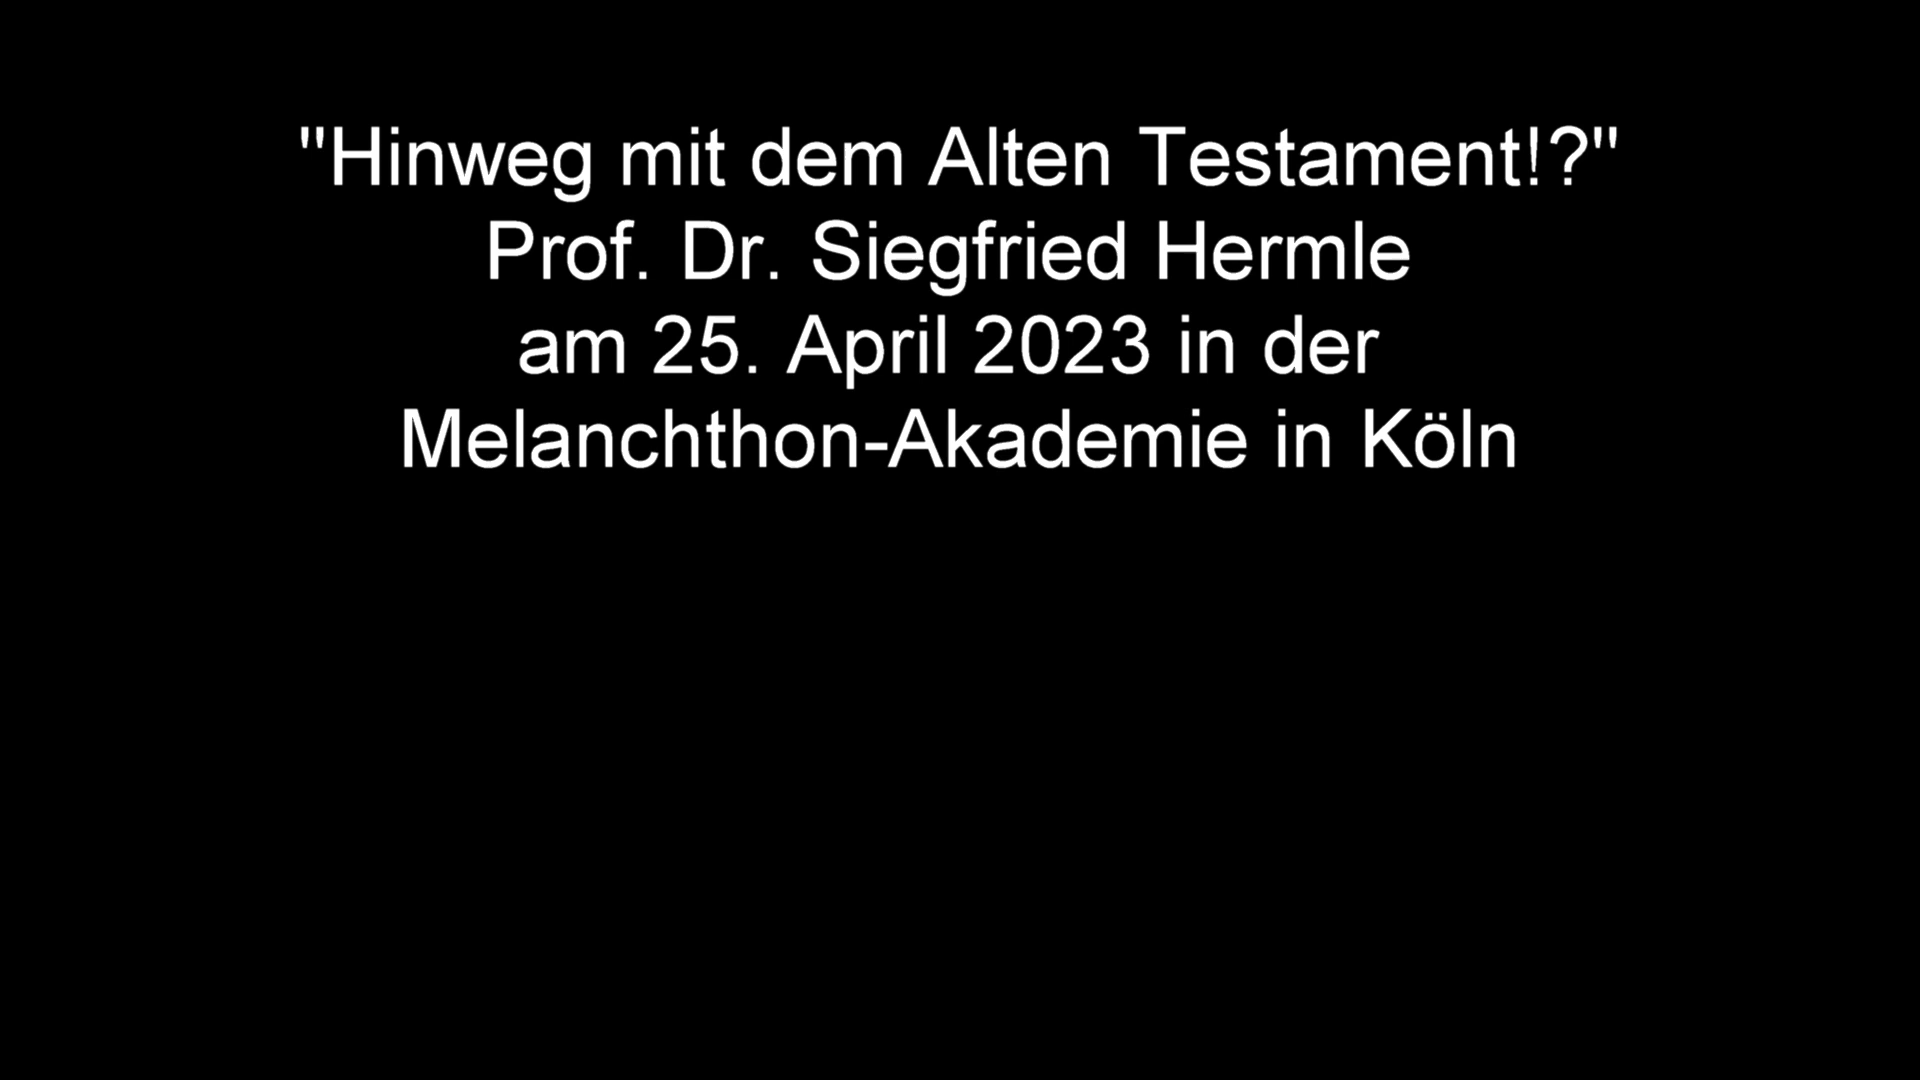 "Hinweg mit dem Alten Testament!?"
Prof. Dr. Siegfried Hermle
am 25. April 2023 in der
Melanchthon-Akademie in Köln